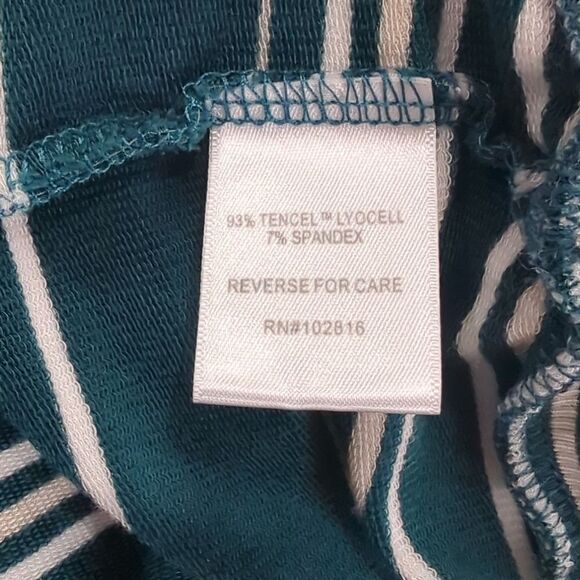 93% TENCEL™ LYOCELL
7% SPANDEX
REVERSE FOR CARE
RN#102816